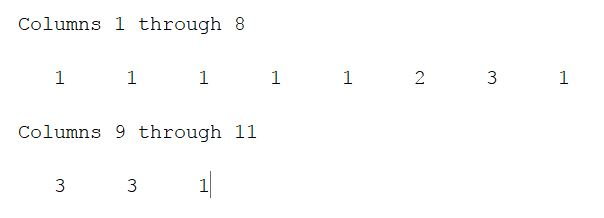 Columns 1 through 8
1 1 1 1 1 2 3 1
Columns 9 through 11
3 3 1